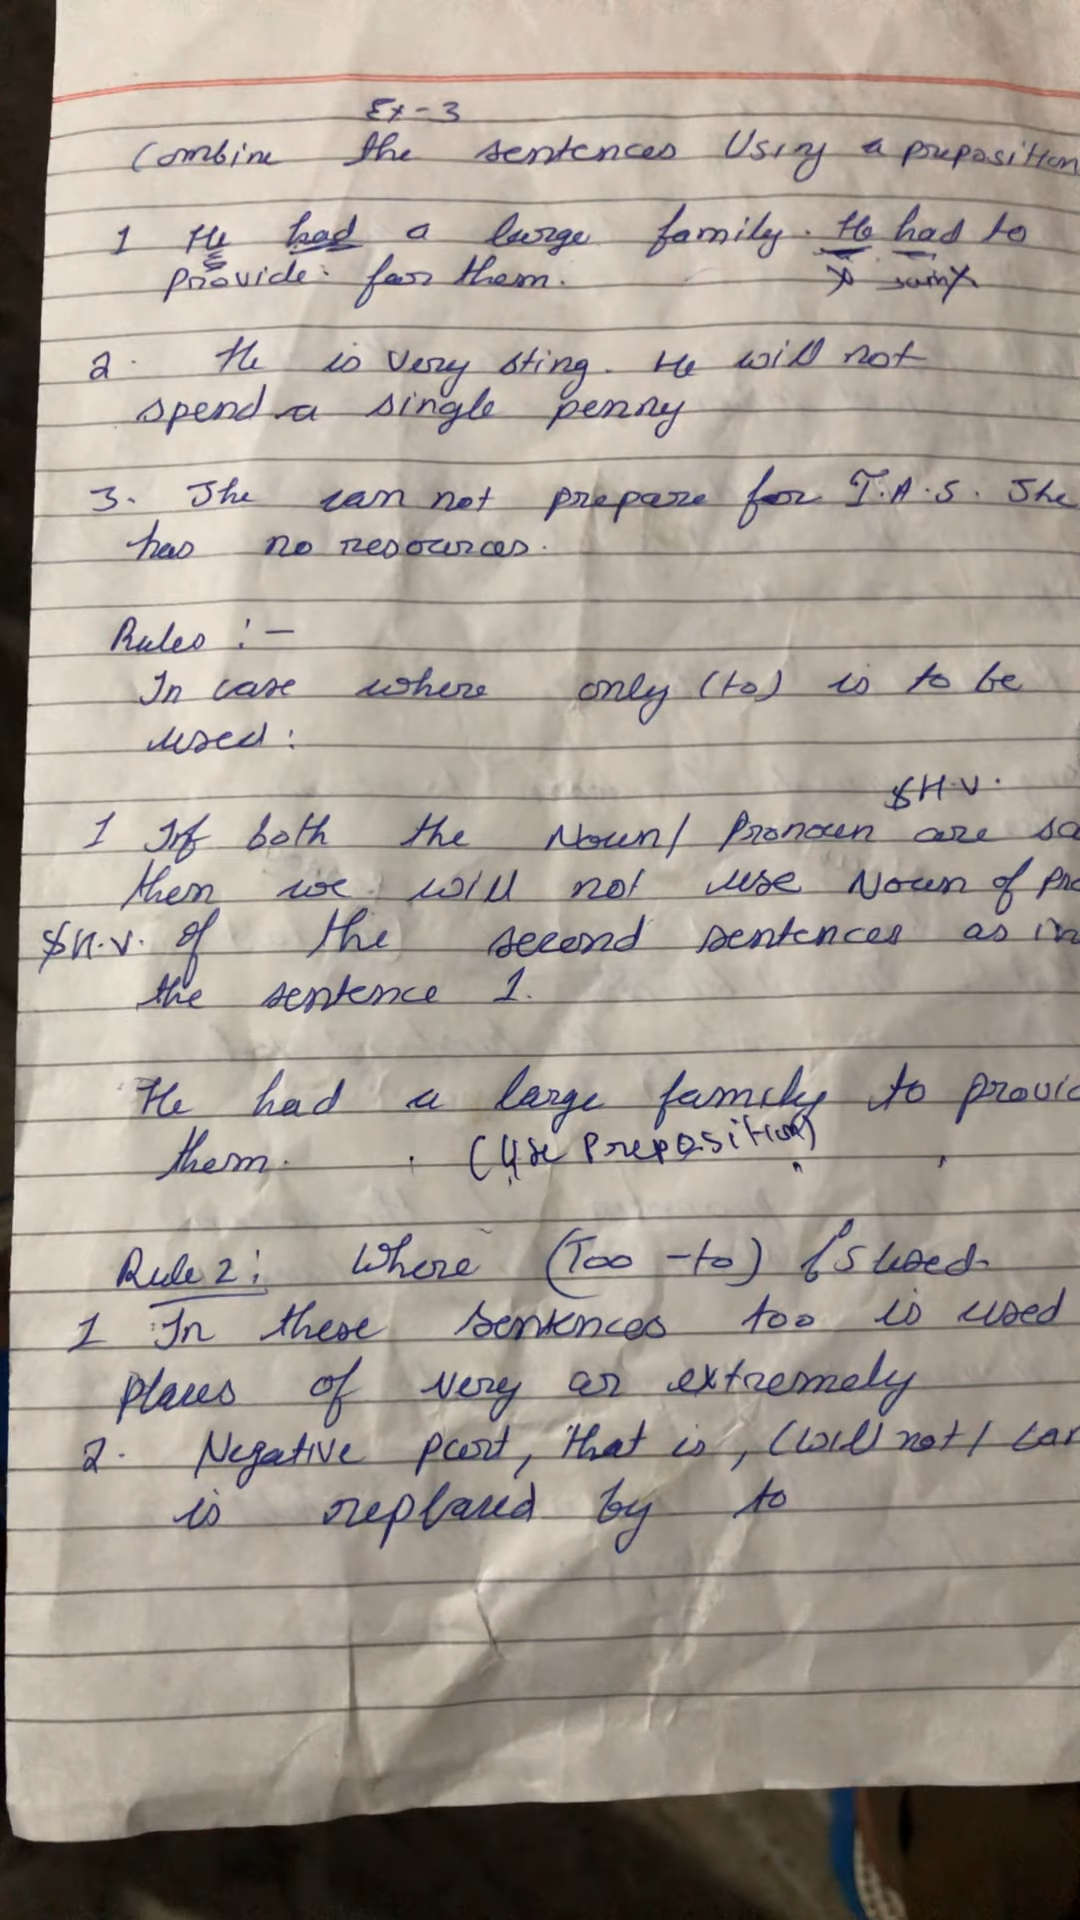 Ex-3
Combine the sentences Using a preposition
1 He had a large family. He had to
provide for them.
2. He is very sting. He will not
spend a single penny
3. She can not prepare for I.A.S. She
has no resources.
Rules :-
In case where only (to) is to be
used:
$H.V.
1 If both the Noun/ Pronoun are sa
then we will not use Noun of pro
$H.V. of the second sentences as in
the sentence 1.
He had a large family to provid
them. (Use Preposition)
Rule 2: Where (Too -to) is used.
1 In these sentences too is used
places of very or extremely
2. Negative part, that is, (will not/ can
is replaced by to